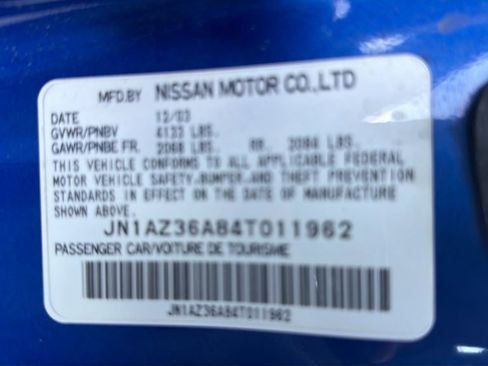 MFD.BY NISSAN MOTOR CO.,LTD
DATE 12/03
GVWR/PNBV 4133 LBS.
GAWR/PNBE FR. 2068 LBS. RR. 2086 LBS.
THIS VEHICLE CONFORMS TO ALL APPLICABLE FEDERAL
MOTOR VEHICLE SAFETY,BUMPER,AND THEFT PREVENTION
STANDARDS IN EFFECT ON THE DATE OF MANUFACTURE
SHOWN ABOVE.
JN1AZ36A84T011962
PASSENGER CAR/VOITURE DE TOURISME
JN1AZ36A84T011962